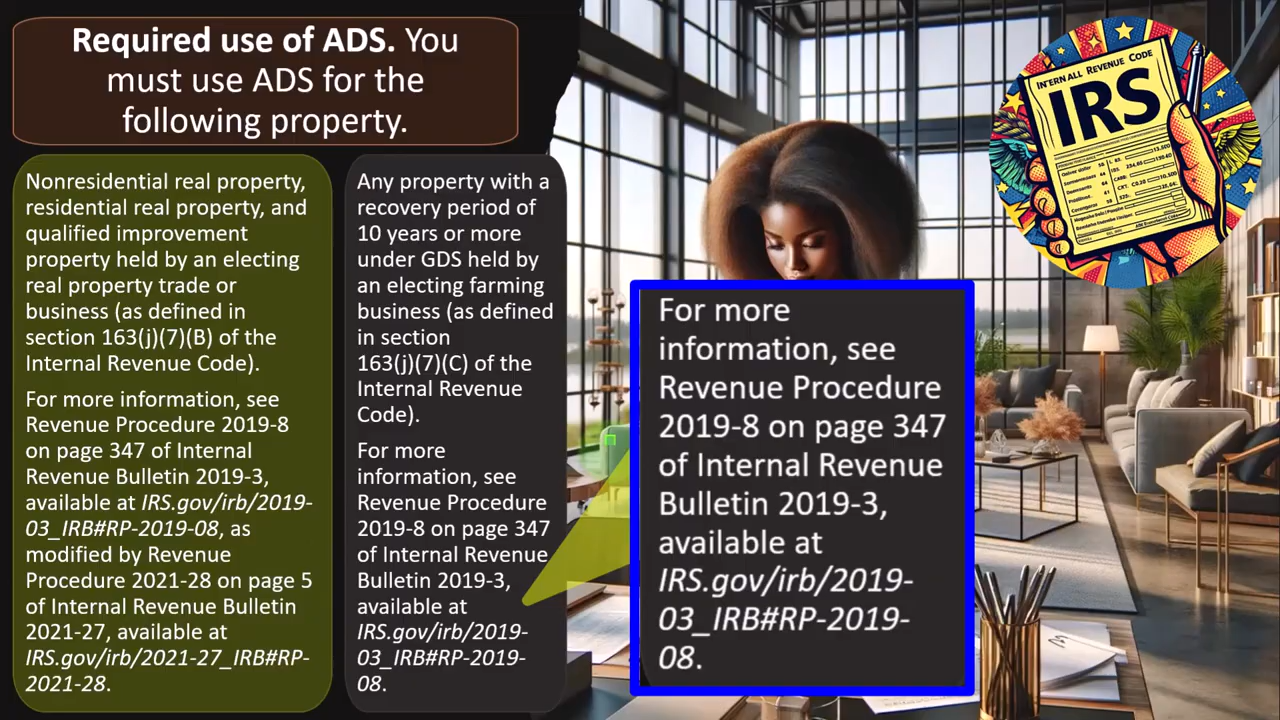 Required use of ADS. You
must use ADS for the
following property.
Nonresidential real property,
residential real property, and
qualified improvement
property held by an electing
real property trade or
business (as defined in
section 163(j)(7)(B) of the
Internal Revenue Code).
For more information, see
Revenue Procedure 2019-8
on page 347 of Internal
Revenue Bulletin 2019-3,
available at IRS.gov/irb/2019-
03_IRB#RP-2019-08, as
modified by Revenue
Procedure 2021-28 on page 5
of Internal Revenue Bulletin
2021-27, available at
IRS.gov/irb/2021-27_IRB#RP-
2021-28.
Any property with a
recovery period of
10 years or more
under GDS held by
an electing farming
business (as defined
in section
163(j)(7)(C) of the
Internal Revenue
Code).
For more
information, see
Revenue Procedure
2019-8 on page 347
of Internal Revenue
Bulletin 2019-3,
available at
IRS.gov/irb/2019-
03_IRB#RP-2019-
08.
For more
information, see
Revenue Procedure
2019-8 on page 347
of Internal Revenue
Bulletin 2019-3,
available at
IRS.gov/irb/2019-
03_IRB#RP-2019-
08.
INTERNALL REVENUE CODE
IRS